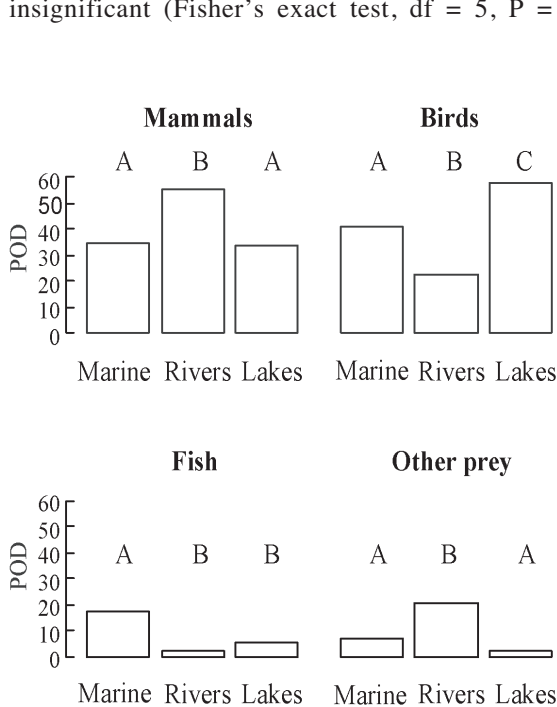 insignificant (Fisher's exact test, df = 5, P =
Mammals Birds
A B A A B C
POD
60
50
40
30
20
10
0
Marine Rivers Lakes Marine Rivers Lakes
Fish Other prey
POD
60
50
40
30
20
10
0
A B B A B A
Marine Rivers Lakes Marine Rivers Lakes